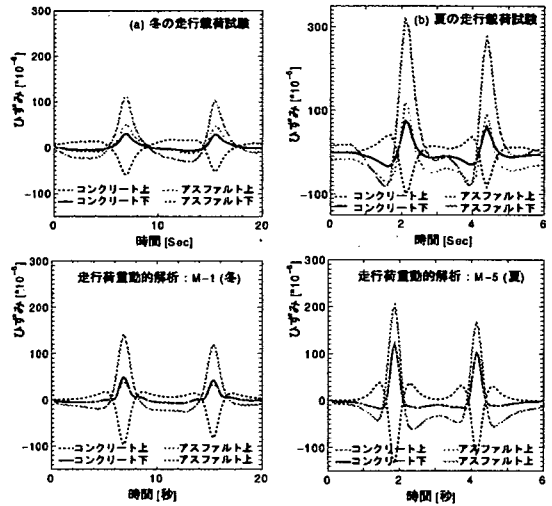 (a) 冬の走行載荷試験
300
200
100
0
-100
ひずみ [*10⁻⁶]
コンクリート上
アスファルト上
コンクリート下
アスファルト下
0 5 10 15 20
時間 [Sec]
(b) 夏の走行載荷試験
300
100
0
-100
ひずみ [*10⁻⁶]
コンクリート上
アスファルト上
コンクリート下
アスファルト下
0 2 4 6
時間 [Sec]
走行荷重動的解析：M-1 (冬)
300
200
100
0
-100
ひずみ [*10⁻⁶]
コンクリート上
アスファルト上
コンクリート下
アスファルト下
0 5 10 15 20
時間 [秒]
走行荷重動的解析：M-5 (夏)
300
200
100
0
-100
ひずみ [*10⁻⁶]
コンクリート上
アスファルト上
コンクリート下
アスファルト下
0 2 4 6
時間 [秒]